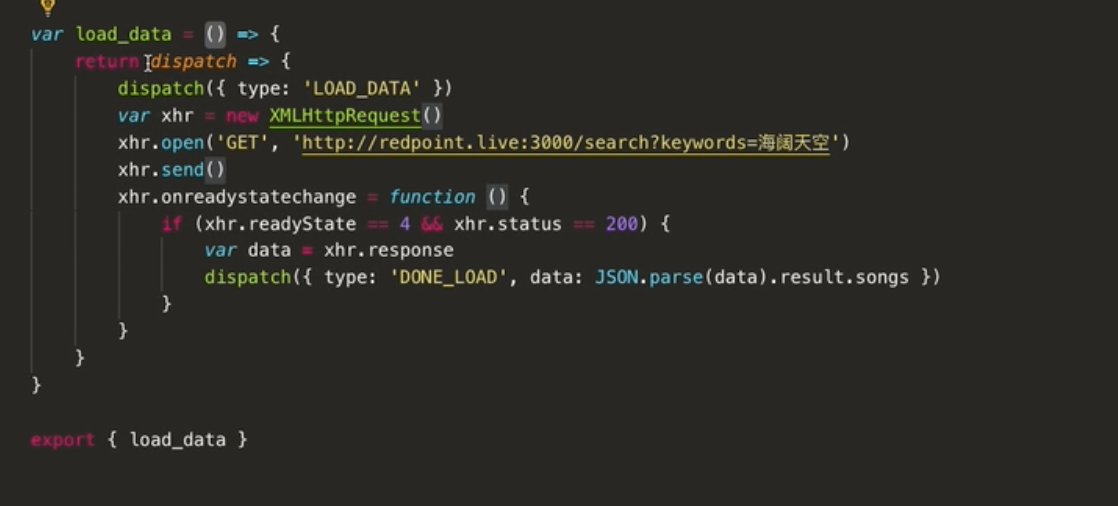 var load_data = () => {
return dispatch => {
dispatch({ type: 'LOAD_DATA' })
var xhr = new XMLHttpRequest()
xhr.open('GET', 'http://redpoint.live:3000/search?keywords=海阔天空')
xhr.send()
xhr.onreadystatechange = function () {
if (xhr.readyState == 4 && xhr.status == 200) {
var data = xhr.response
dispatch({ type: 'DONE_LOAD', data: JSON.parse(data).result.songs })
}
}
}
}
export { load_data }